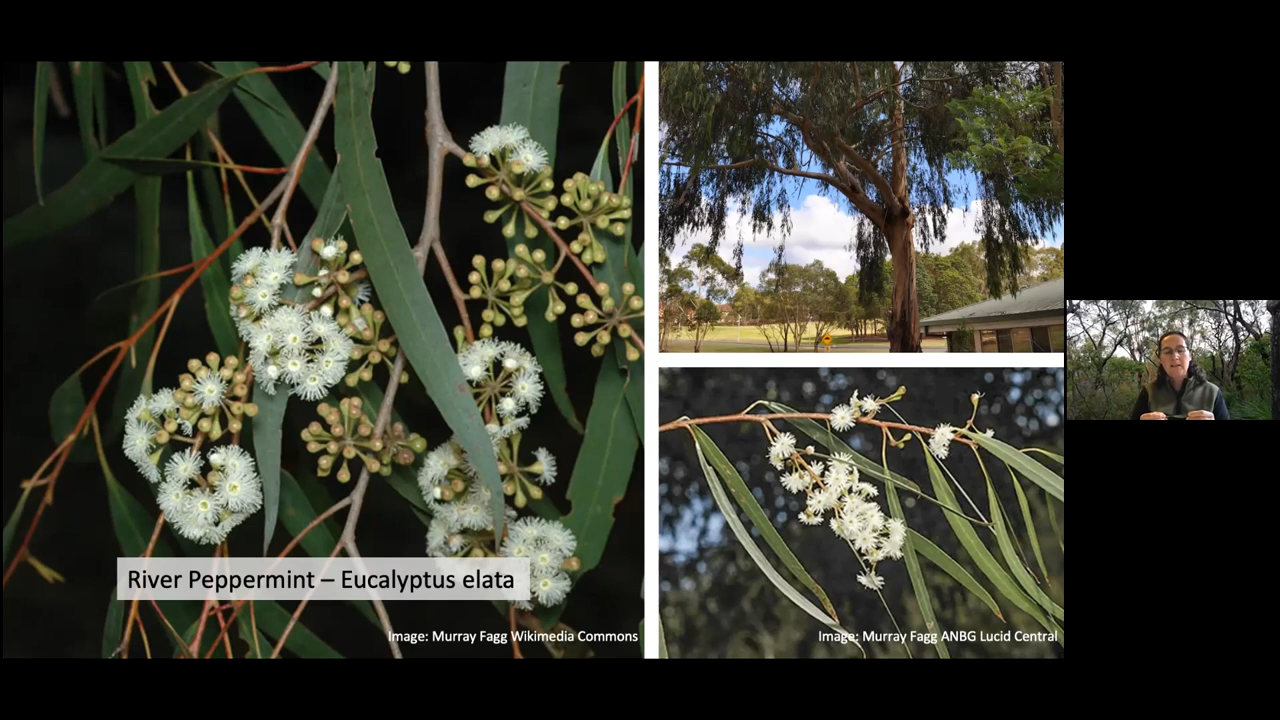 River Peppermint – Eucalyptus elata
Image: Murray Fagg Wikimedia Commons
Image: Murray Fagg ANBG Lucid Central